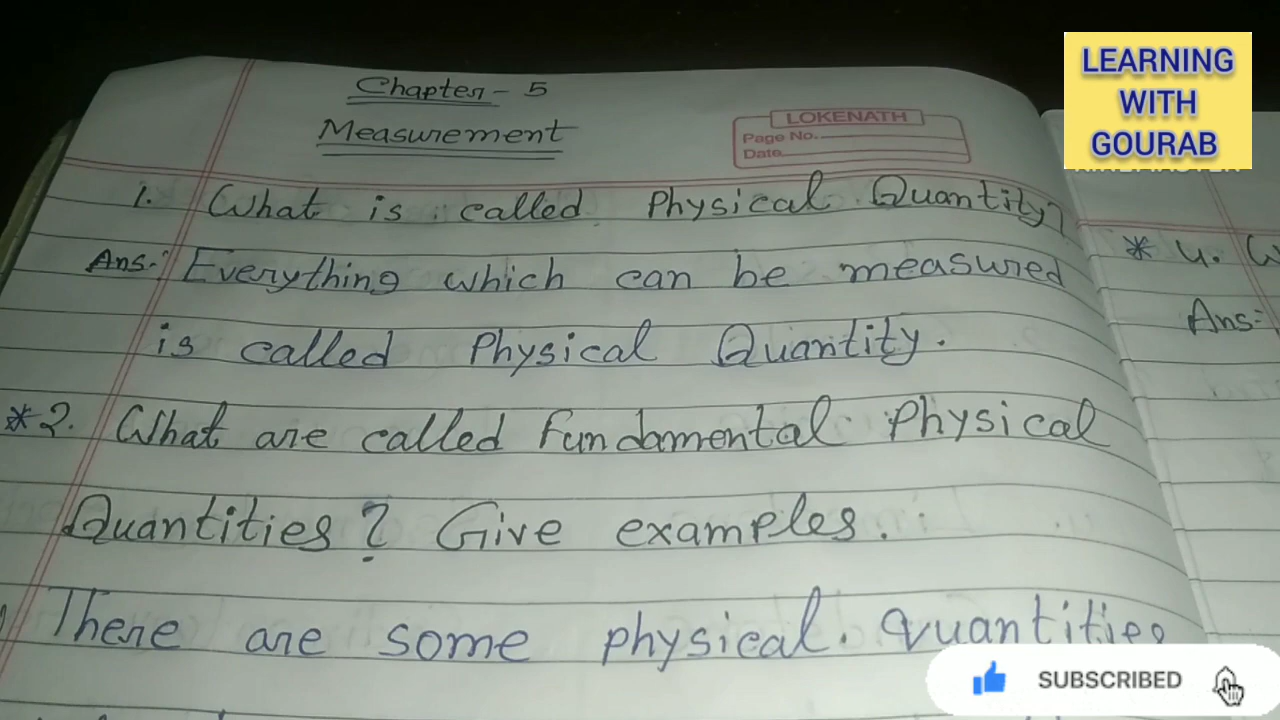 LEARNING
WITH
GOURAB
Chapter - 5
Measurement
LOKENATH
Page No.
Date
1. What is called Physical Quantity?
Ans:- Everything which can be measured
is called Physical Quantity.
*2. What are called Fundamental Physical
Quantities? Give examples.
There are some physical quantities
* 4.
Ans:-
SUBSCRIBED